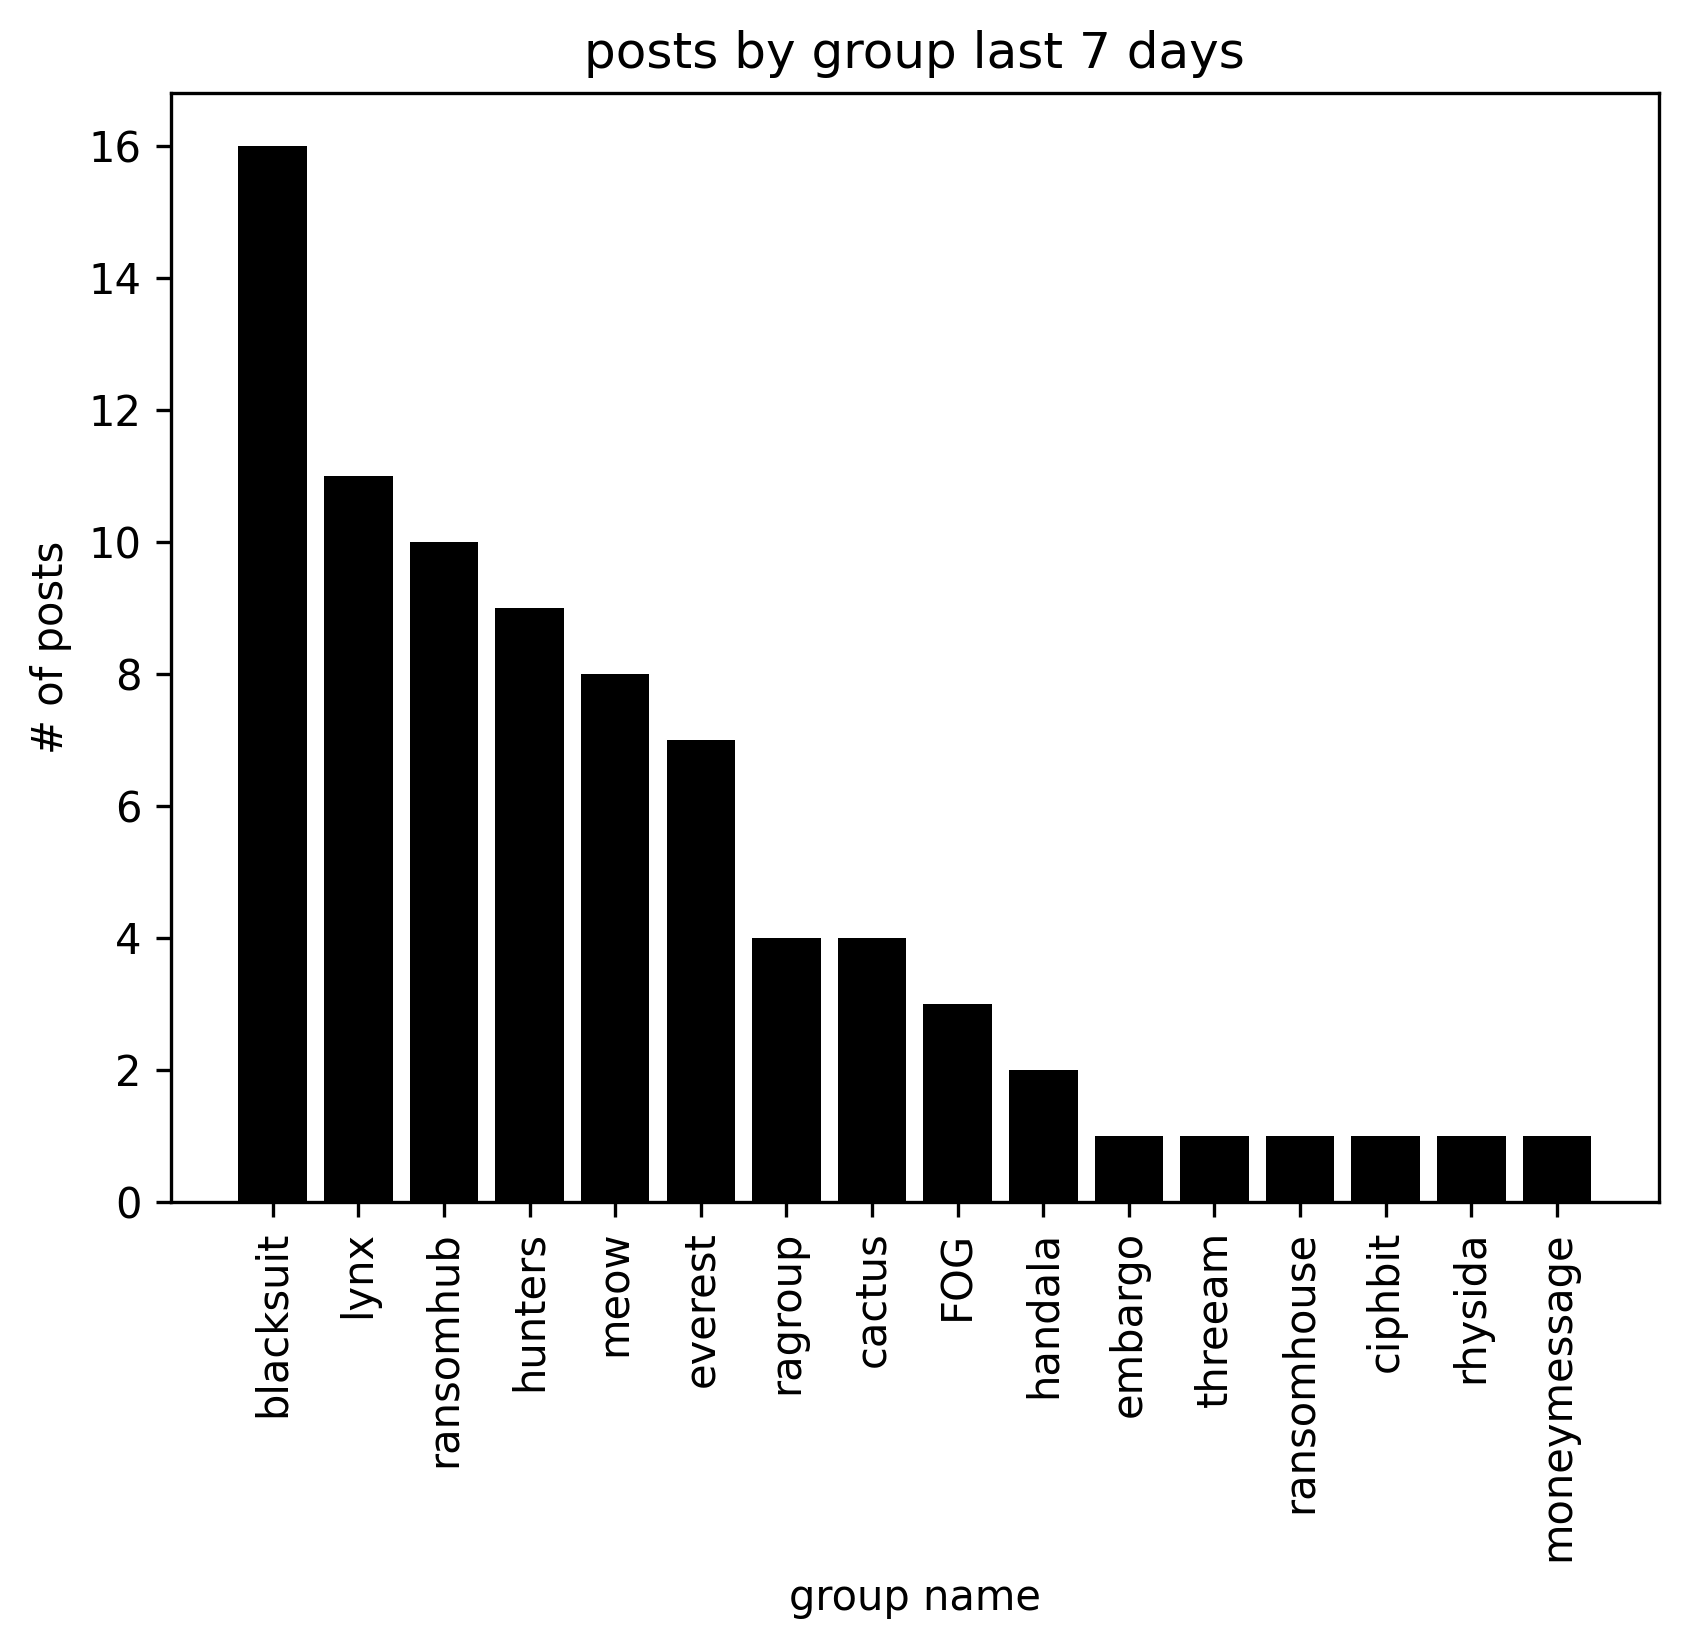 posts by group last 7 days
# of posts
16
14
12
10
8
6
4
2
0
blacksuit
lynx
ransomhub
hunters
meow
everest
ragroup
cactus
FOG
handala
embargo
threeam
ransomhouse
ciphbit
rhysida
moneymessage
group name